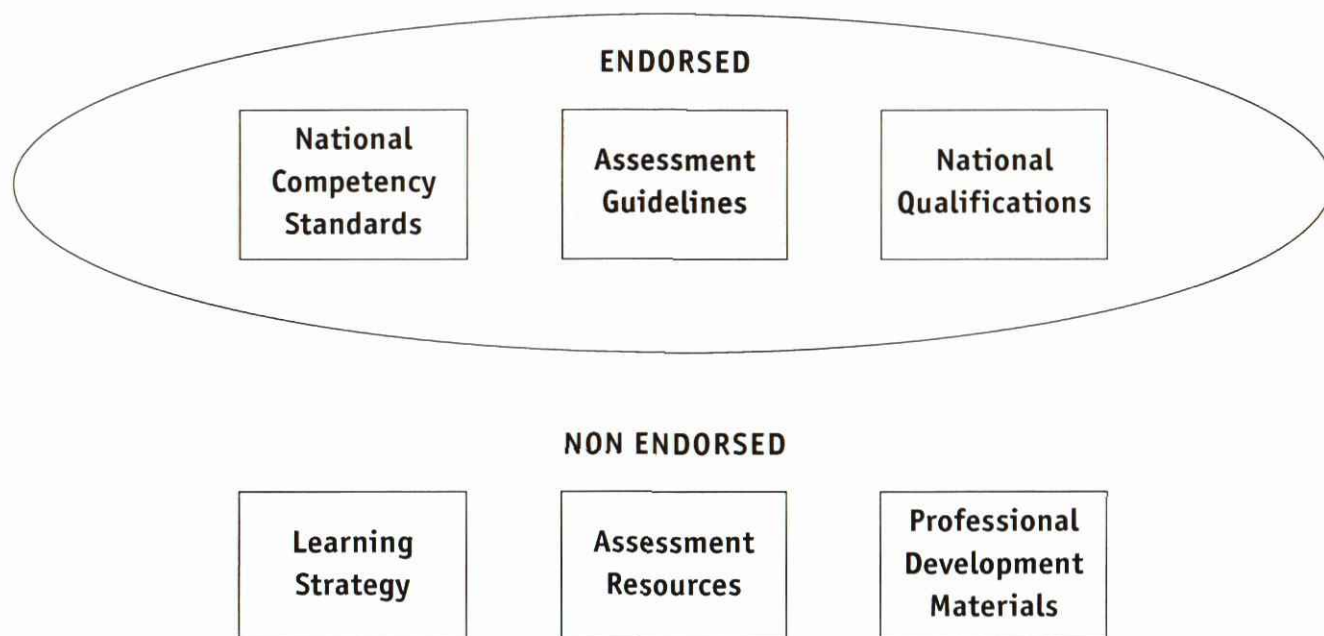 ENDORSED
National
Competency
Standards
Assessment
Guidelines
National
Qualifications
NON ENDORSED
Learning
Strategy
Assessment
Resources
Professional
Development
Materials